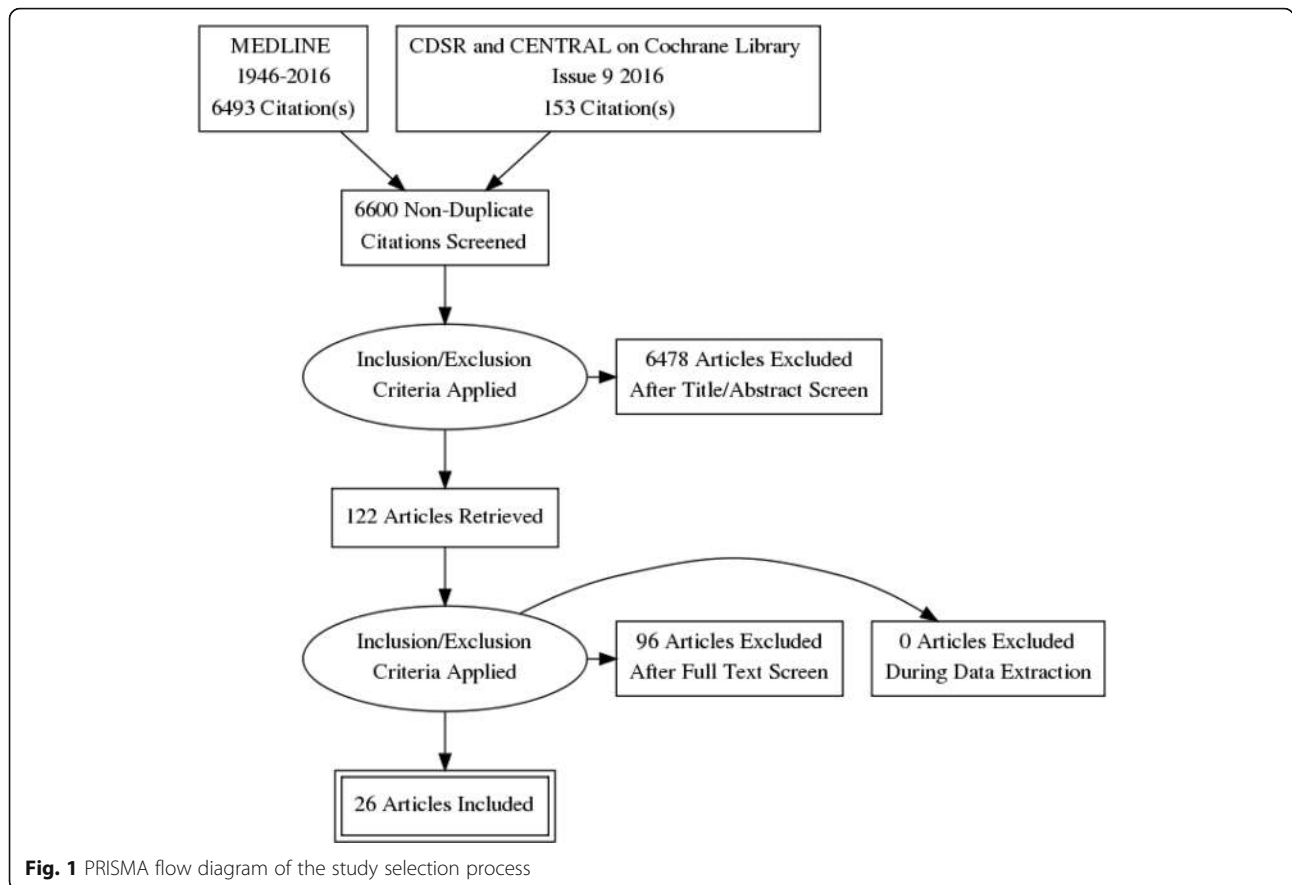 MEDLINE
1946-2016
6493 Citation(s)
CDSR and CENTRAL on Cochrane Library
Issue 9 2016
153 Citation(s)
6600 Non-Duplicate
Citations Screened
Inclusion/Exclusion
Criteria Applied
6478 Articles Excluded
After Title/Abstract Screen
122 Articles Retrieved
Inclusion/Exclusion
Criteria Applied
96 Articles Excluded
After Full Text Screen
0 Articles Excluded
During Data Extraction
26 Articles Included
Fig. 1 PRISMA flow diagram of the study selection process